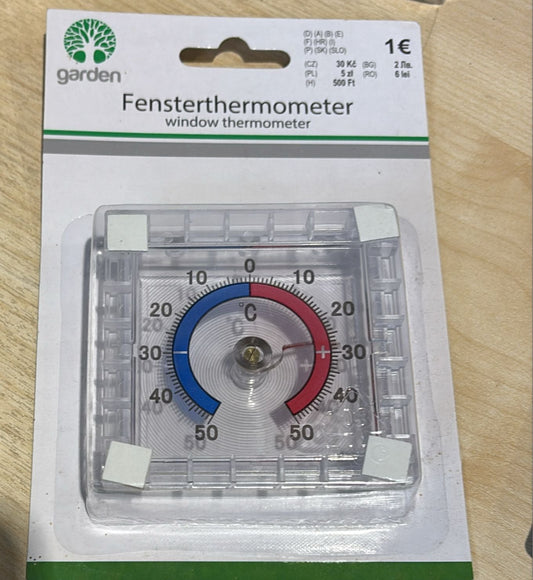 garden
(D) (A) (B) (E)
(F) (HR) (I)
(P) (SK) (SLO)
1€
(CZ) 30 Kč (BG) 2 Лв.
(PL) 5 zł (RO) 6 lei
(H) 500 Ft
Fensterthermometer
window thermometer
10 0 10
20 °C 20
30 - + 30
40 40
50 50